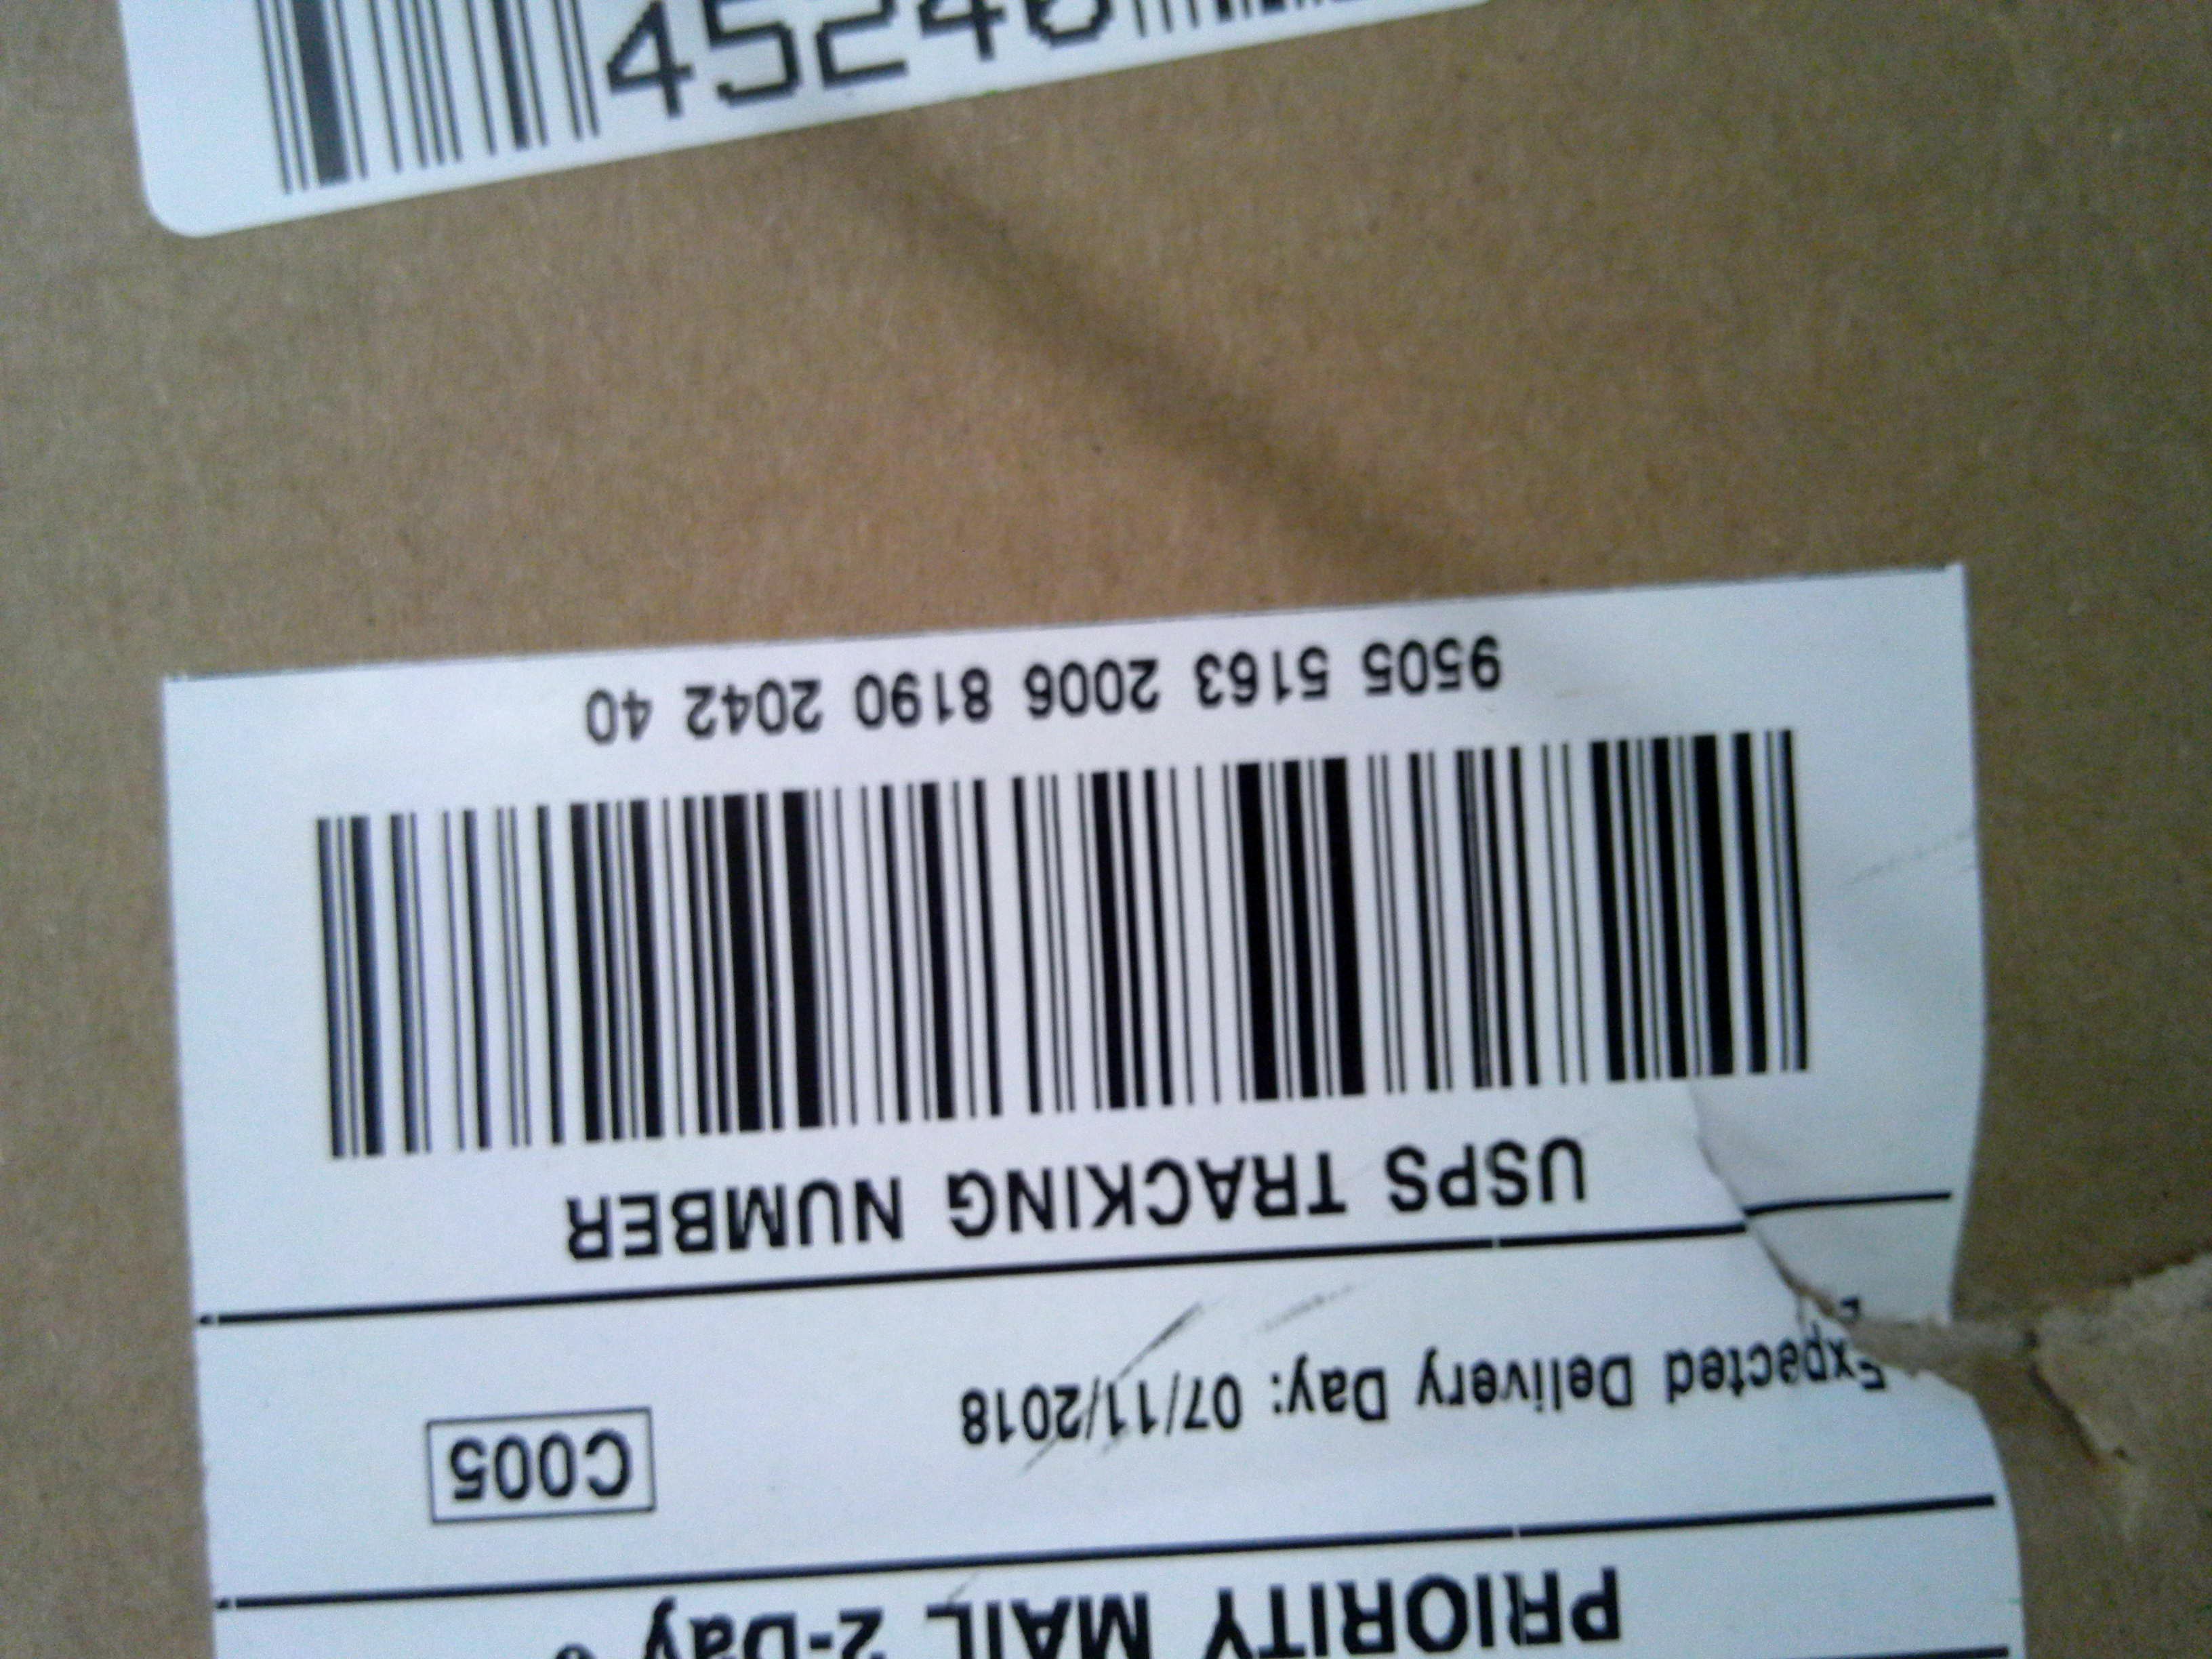 PRIORITY MAIL 2-Day
Expected Delivery Day: 07/11/2018
C005
USPS TRACKING NUMBER
9505 5163 2006 8190 2042 40
45240